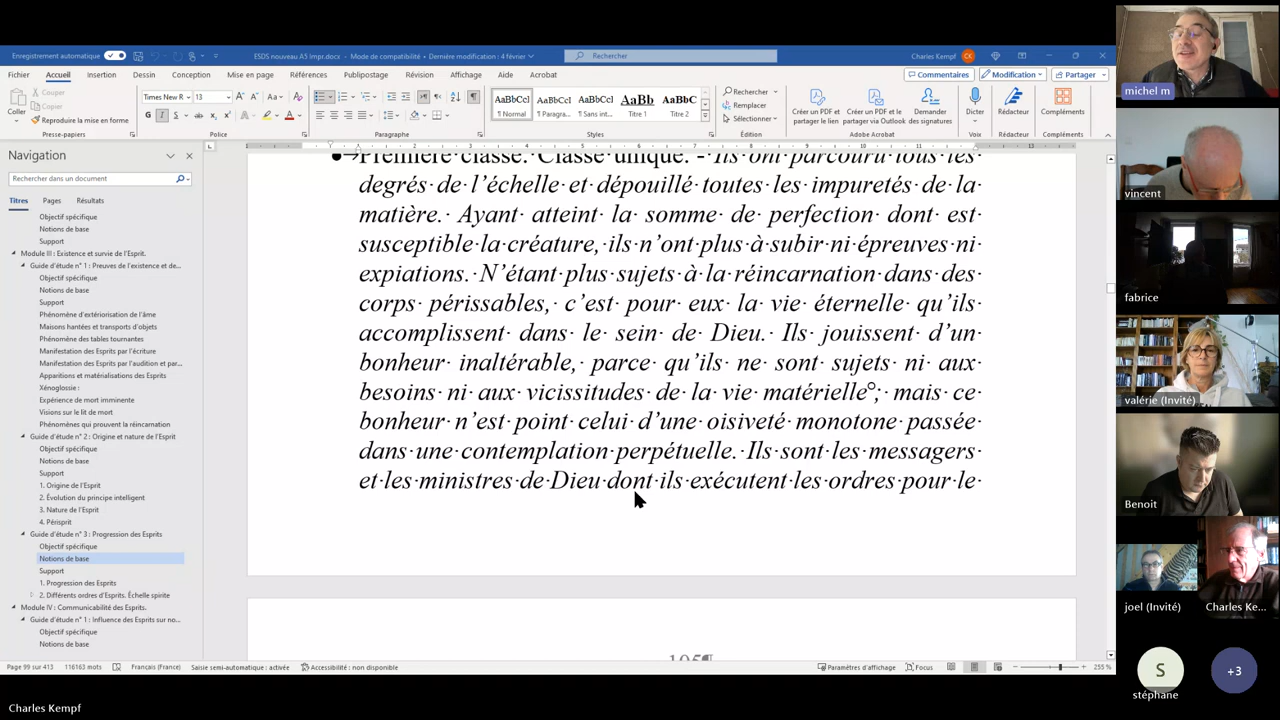 Enregistrement automatique
ESDS nouveau A5 impr.docx - Mode de compatibilité • Dernière modification : 4 février
Rechercher
Charles Kempf
CK
Fichier Accueil Insertion Dessin Conception Mise en page Références Publipostage Révision Affichage Aide Acrobat
Commentaires Modification Partager
Coller
Couper
Copier
Reproduire la mise en forme
Presse-papiers
Times New R 13
Police
Paragraphe
AaBbCcI AaBbCcI AaBbCcI AaBb AaBbC
¶ Normal ¶ Paragra... ¶ Sans int... Titre 1 Titre 2
Styles
Rechercher
Remplacer
Sélectionner
Édition
Créer un PDF et partager le lien
Créer un PDF et partager via Outlook
Demander des signatures
Adobe Acrobat
Dicter
Dictée
Rédacteur
Rédacteur
Compléments
Compléments
Navigation
Rechercher dans un document
Titres Pages Résultats
Objectif spécifique
Notions de base
Support
Module III : Existence et survie de l'Esprit.
Guide d'étude n° 1 : Preuves de l'existence et de...
Objectif spécifique
Notions de base
Support
Phénomène d'extériorisation de l'âme
Maisons hantées et transports d'objets
Phénomène des tables tournantes
Manifestation des Esprits par l'écriture
Manifestation des Esprits par l'audition et par...
Apparitions et matérialisations des Esprits
Xénoglossie :
Expérience de mort imminente
Visions sur le lit de mort
Phénomènes qui prouvent la réincarnation
Guide d'étude n° 2 : Origine et nature de l'Esprit
Objectif spécifique
Notions de base
Support
1. Origine de l'Esprit
2. Évolution du principe intelligent
3. Nature de l'Esprit
4. Périsprit
Guide d'étude n° 3 : Progression des Esprits
Objectif spécifique
Notions de base
Support
1. Progression des Esprits
2. Différents ordres d'Esprits. Échelle spirite
Module IV : Communicabilité des Esprits.
Guide d'étude n° 1 : Influence des Esprits sur no...
Objectif spécifique
Notions de base
Première classe. Classe unique. - Ils ont parcouru tous les
degrés de l'échelle et dépouillé toutes les impuretés de la
matière. Ayant atteint la somme de perfection dont est
susceptible la créature, ils n'ont plus à subir ni épreuves ni
expiations. N'étant plus sujets à la réincarnation dans des
corps périssables, c'est pour eux la vie éternelle qu'ils
accomplissent dans le sein de Dieu. Ils jouissent d'un
bonheur inaltérable, parce qu'ils ne sont sujets ni aux
besoins ni aux vicissitudes de la vie matérielle°; mais ce
bonheur n'est point celui d'une oisiveté monotone passée
dans une contemplation perpétuelle. Ils sont les messagers
et les ministres de Dieu dont ils exécutent les ordres pour le
105¶
Page 99 sur 413 116163 mots Français (France) Saisie semi-automatique : activée Accessibilité : non disponible
Paramètres d'affichage Focus 255 %
michel m
vincent
fabrice
valérie (Invité)
Benoit
joel (Invité)
Charles Ke...
S
stéphane
+3
Charles Kempf